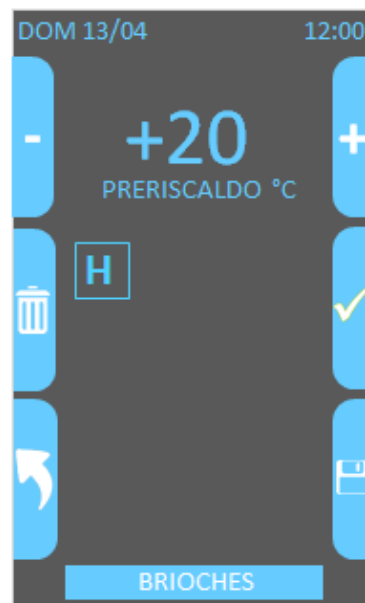 DOM 13/04 12:00
- +20 +
PRERISCALDO °C
H
BRIOCHES